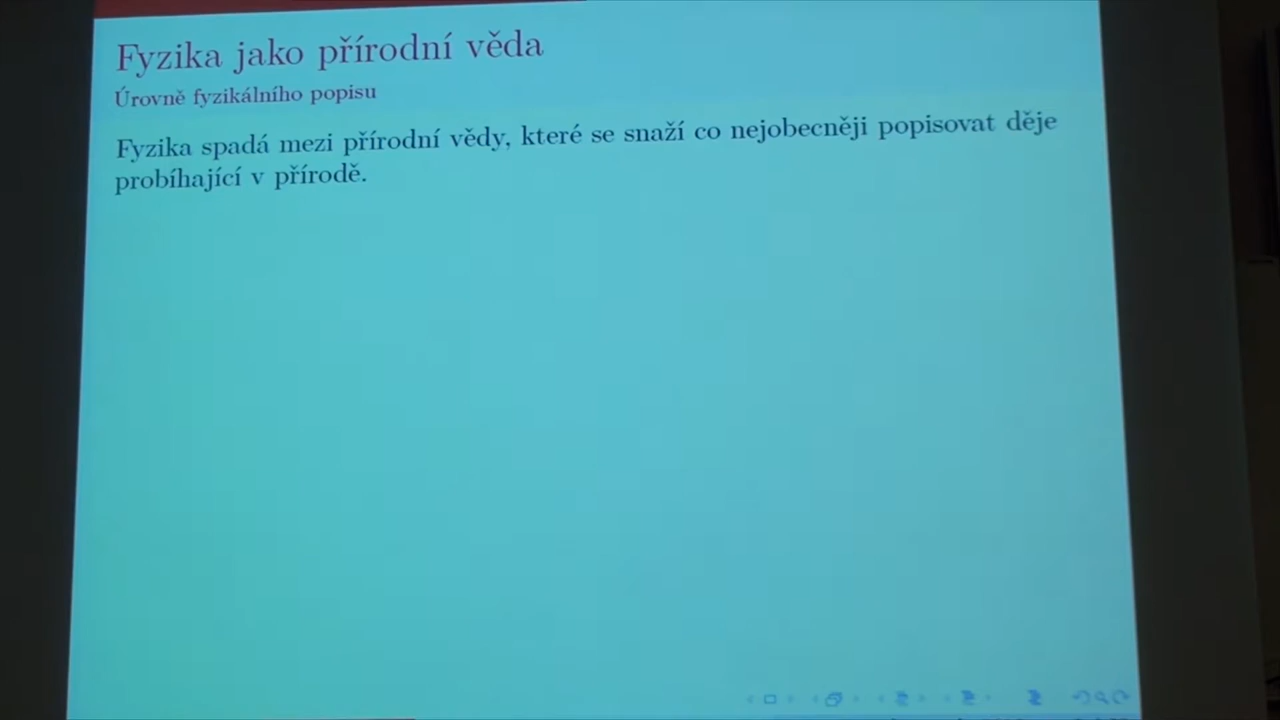 Fyzika jako přírodní věda
Úrovně fyzikálního popisu
Fyzika spadá mezi přírodní vědy, které se snaží co nejobecněji popisovat děje
probíhající v přírodě.